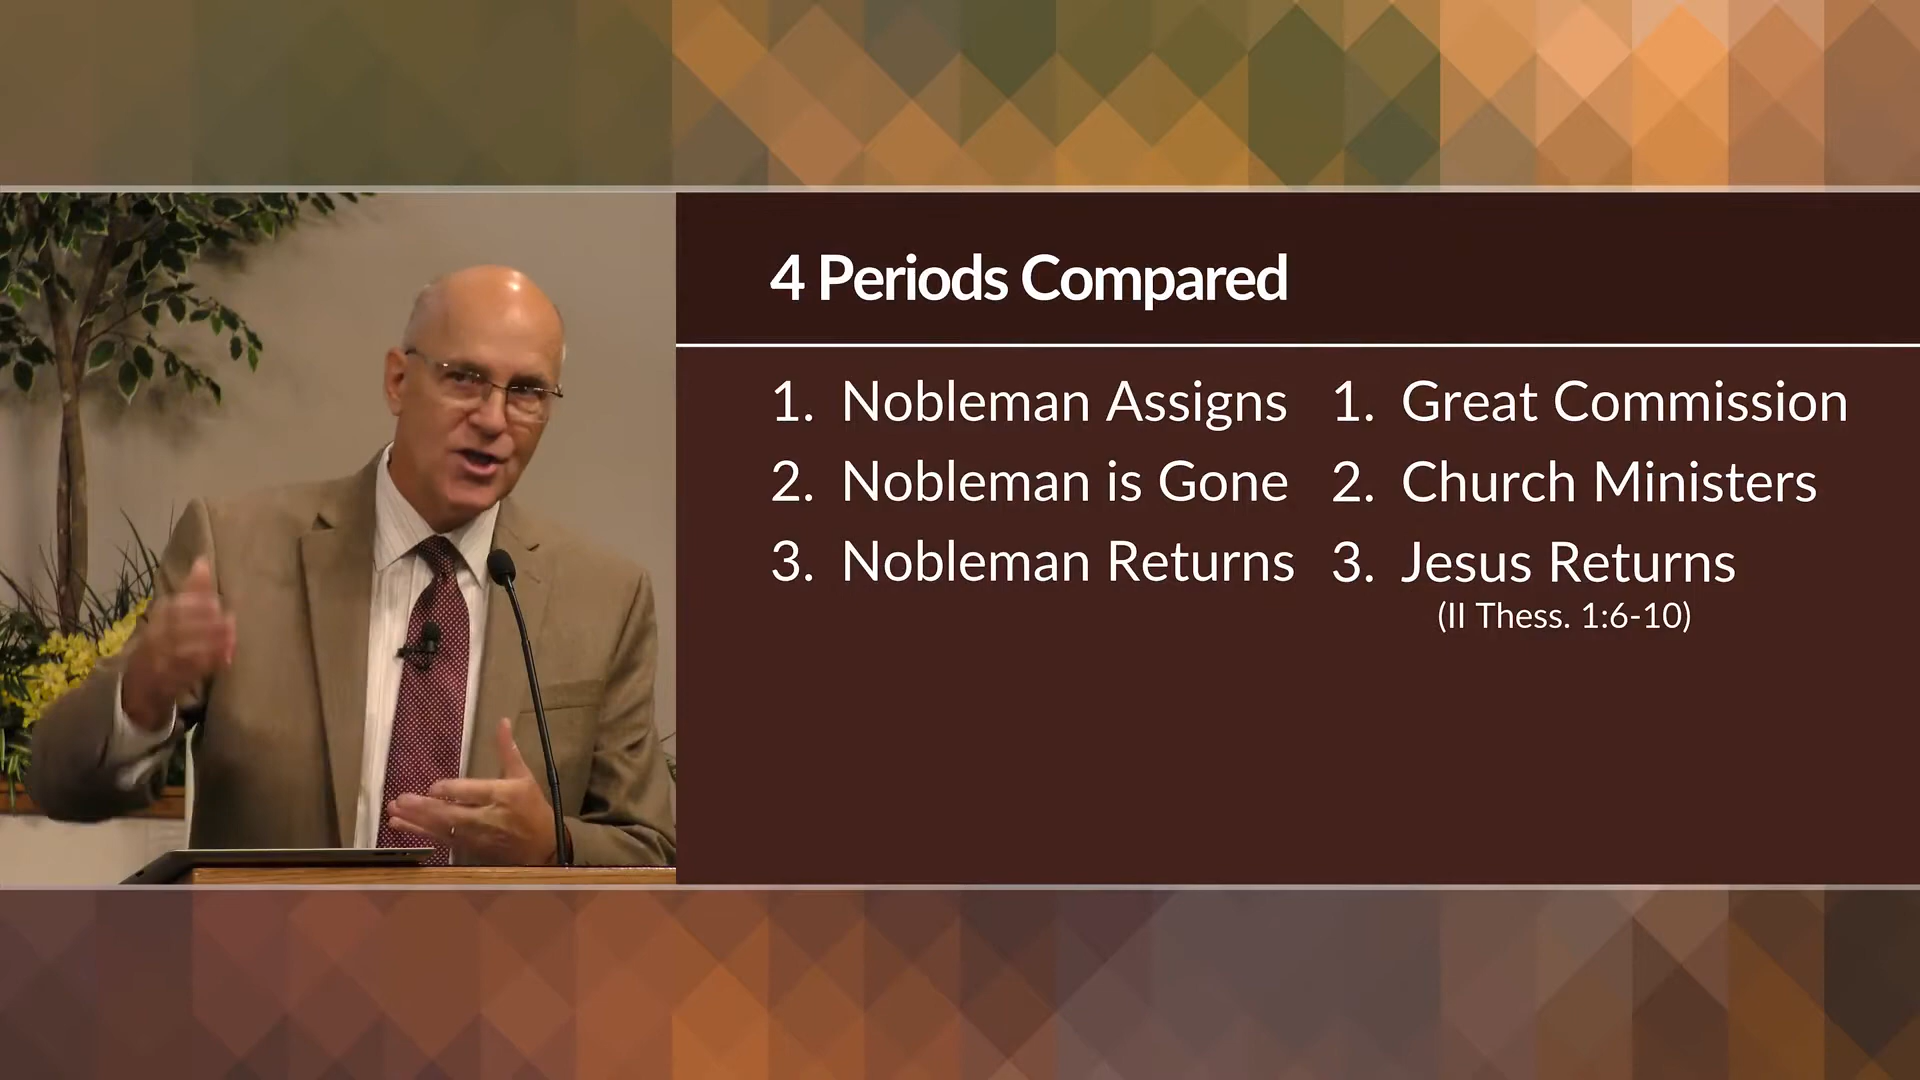 4 Periods Compared
1. Nobleman Assigns
2. Nobleman is Gone
3. Nobleman Returns
1. Great Commission
2. Church Ministers
3. Jesus Returns
(II Thess. 1:6-10)